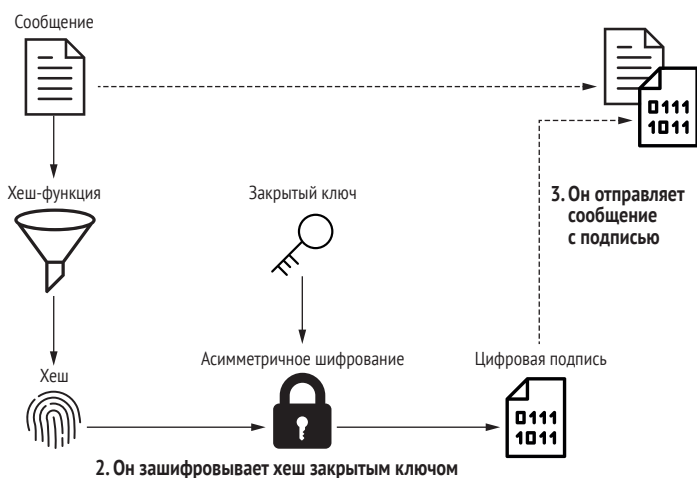 Сообщение
0111
1011
Хеш-функция
Закрытый ключ
3. Он отправляет
сообщение
с подписью
Хеш
Асимметричное шифрование
Цифровая подпись
0111
1011
2. Он зашифровывает хеш закрытым ключом